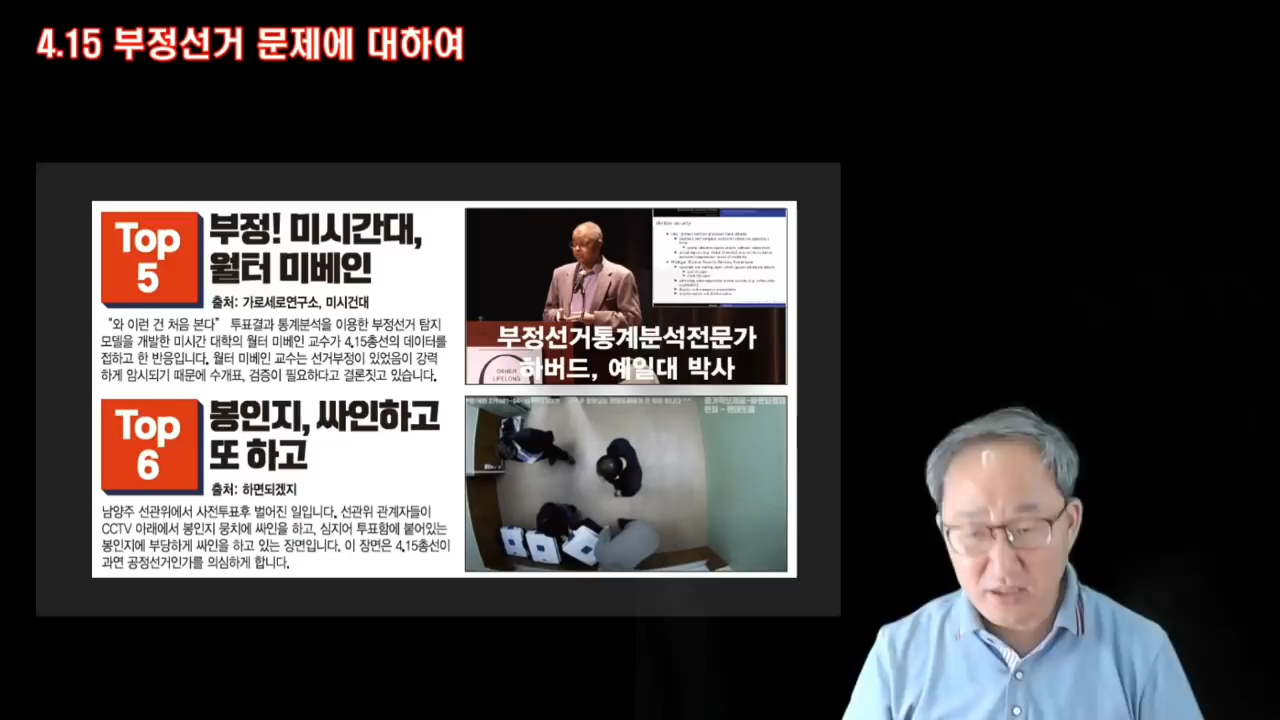 4.15 부정선거 문제에 대하여
Top
5
부정! 미시간대,
월터 미베인
출처: 가로세로연구소, 미시간대
“와 이런 건 처음 본다” 투표결과 통계분석을 이용한 부정선거 탐지
모델을 개발한 미시간 대학의 월터 미베인 교수가 4.15총선의 데이터를
접하고 한 반응입니다. 월터 미베인 교수는 선거부정이 있었음이 강력
하게 암시되기 때문에 수개표, 검증이 필요하다고 결론짓고 있습니다.
부정선거통계분석전문가
하버드, 예일대 박사
OSHER
LIFELONG
Top
6
봉인지, 싸인하고
또 하고
출처: 하면되겠지
남양주 선관위에서 사전투표후 벌어진 일입니다. 선관위 관계자들이
CCTV 아래에서 봉인지 뭉치에 싸인을 하고, 심지어 투표함에 붙어있는
봉인지에 부당하게 싸인을 하고 있는 장면입니다. 이 장면은 4.15총선이
과연 공정선거인가를 의심하게 합니다.